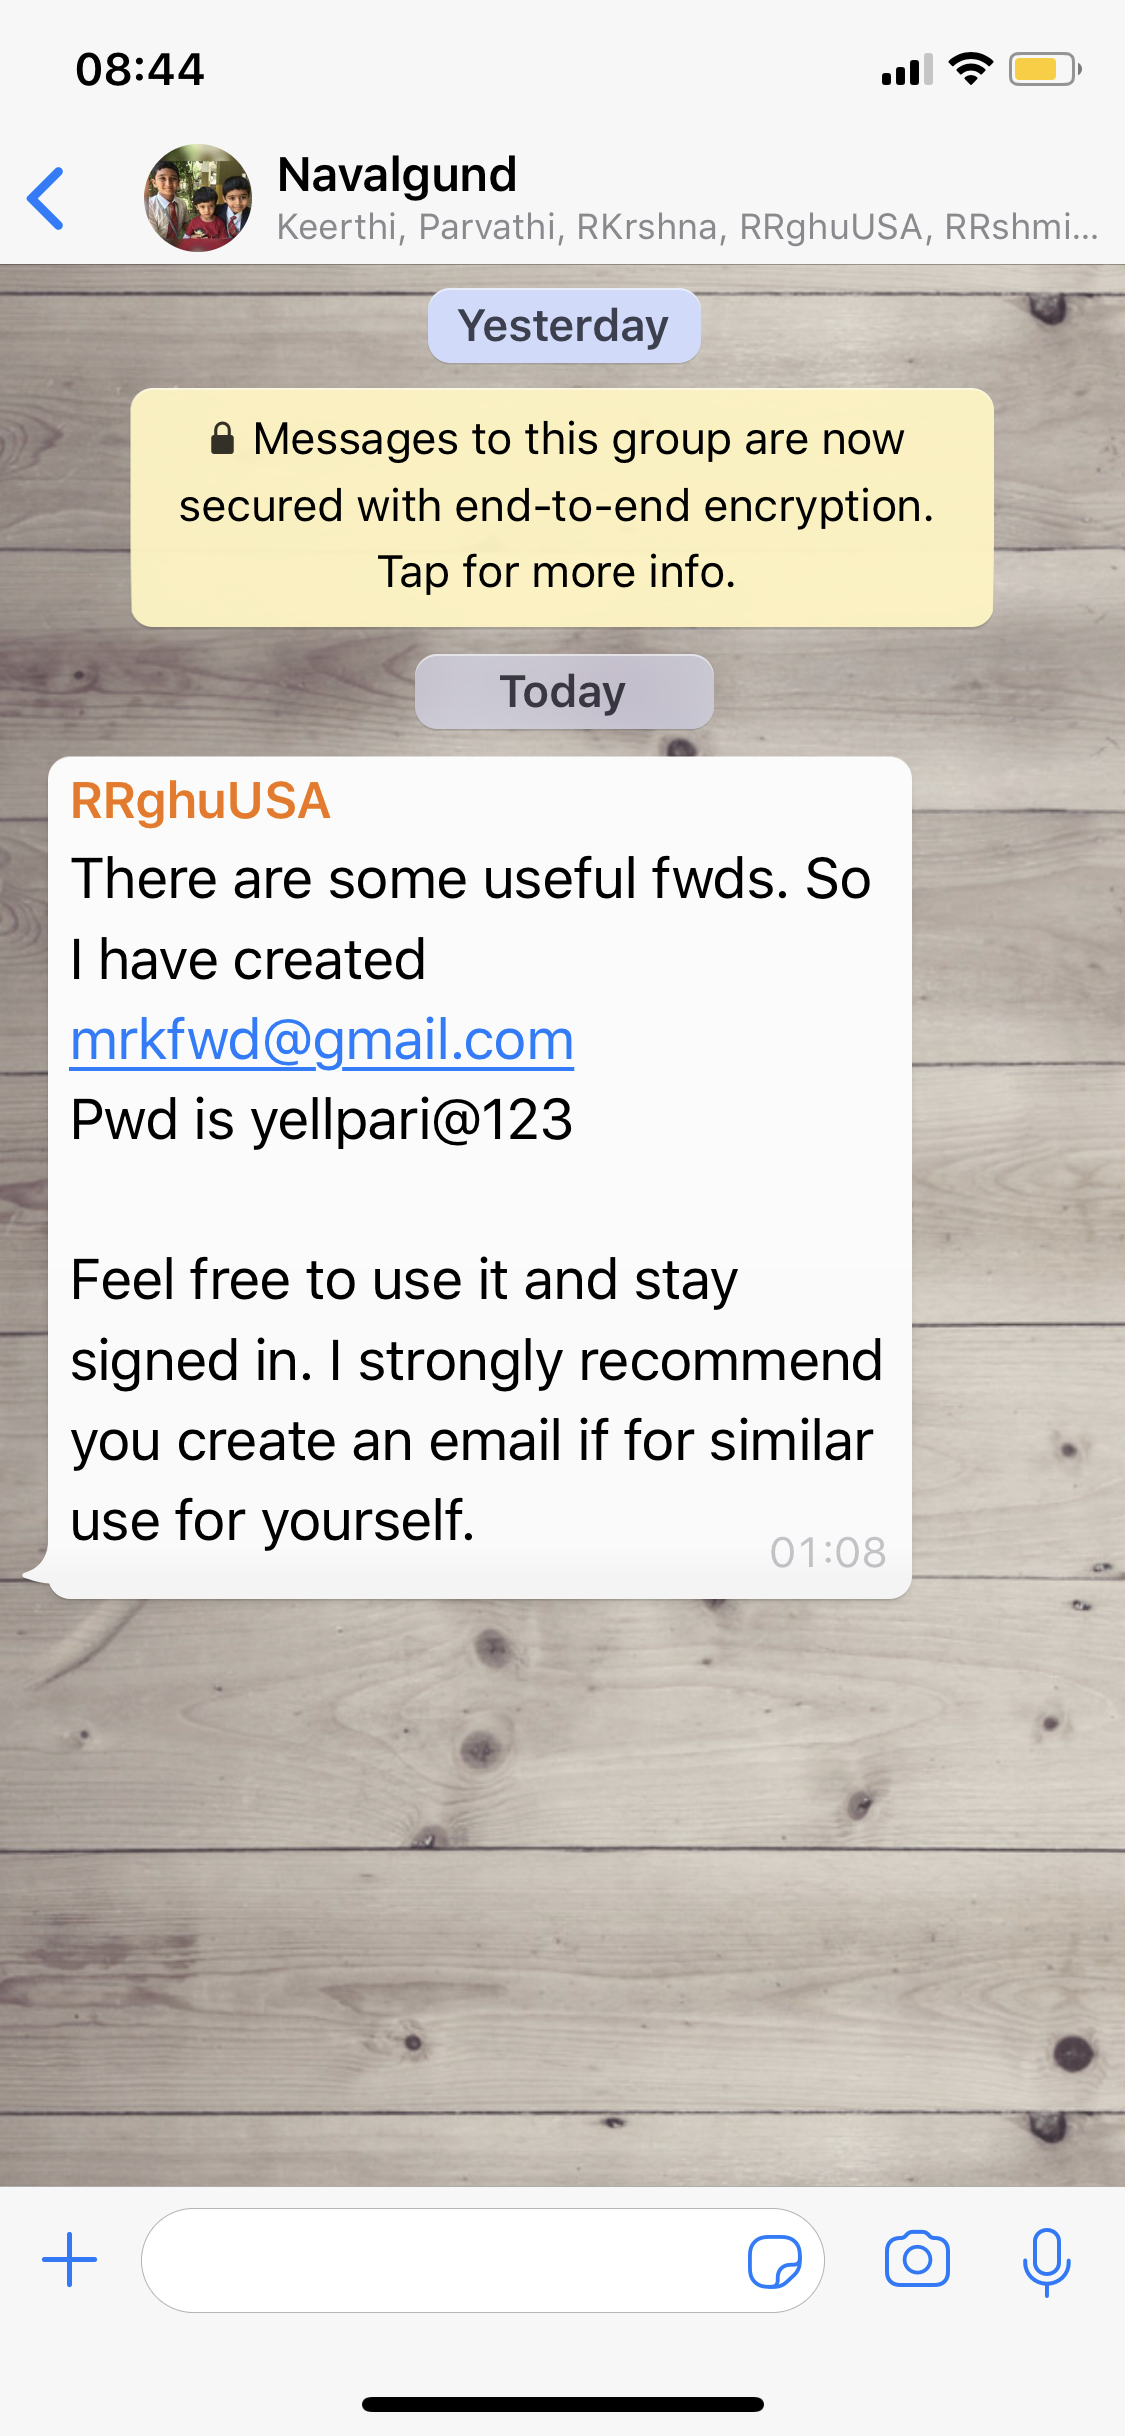 08:44
Navalgund
Keerthi, Parvathi, RKrshna, RRghuUSA, RRshmi...
Yesterday
Messages to this group are now
secured with end-to-end encryption.
Tap for more info.
Today
RRghuUSA
There are some useful fwds. So
I have created
mrkfwd@gmail.com
Pwd is yellpari@123
Feel free to use it and stay
signed in. I strongly recommend
you create an email if for similar
use for yourself.
01:08